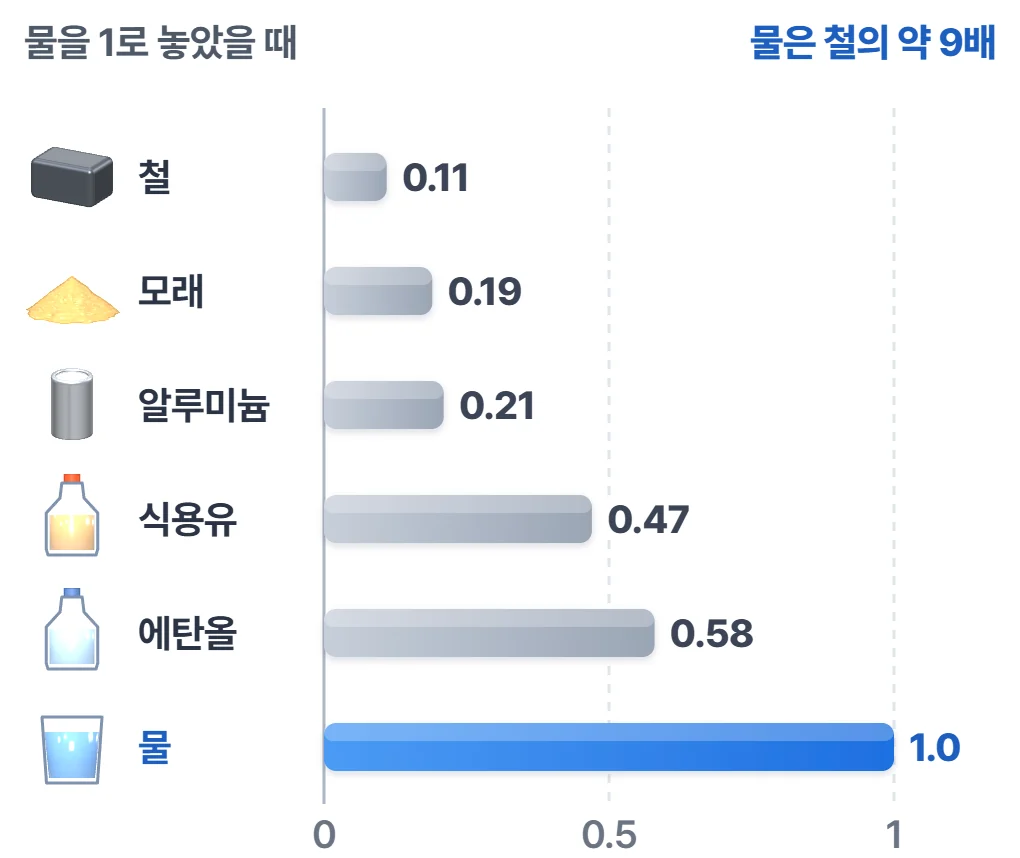 물을 1로 놓았을 때
물은 철의 약 9배
철 0.11
모래 0.19
알루미늄 0.21
식용유 0.47
에탄올 0.58
물 1.0
0 0.5 1